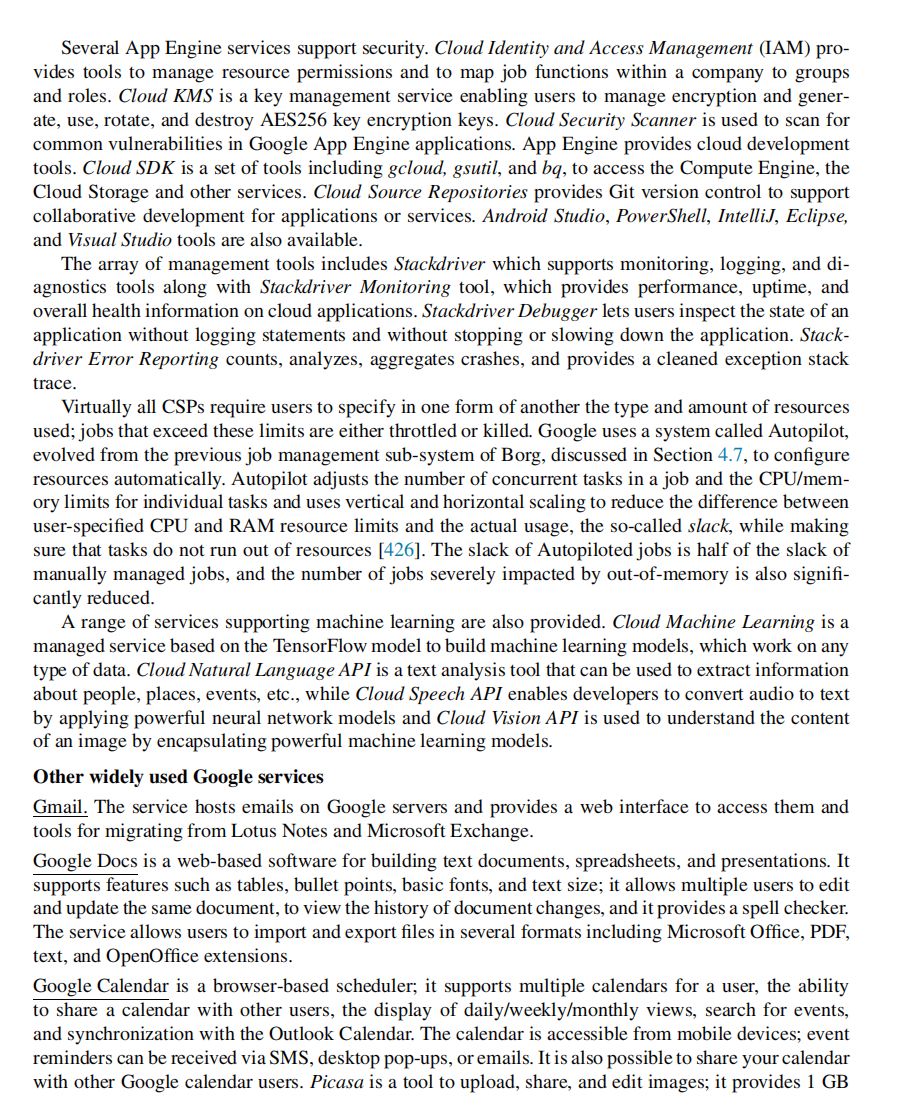 Several App Engine services support security. Cloud Identity and Access Management (IAM) pro-
vides tools to manage resource permissions and to map job functions within a company to groups
and roles. Cloud KMS is a key management service enabling users to manage encryption and gener-
ate, use, rotate, and destroy AES256 key encryption keys. Cloud Security Scanner is used to scan for
common vulnerabilities in Google App Engine applications. App Engine provides cloud development
tools. Cloud SDK is a set of tools including gcloud, gsutil, and bq, to access the Compute Engine, the
Cloud Storage and other services. Cloud Source Repositories provides Git version control to support
collaborative development for applications or services. Android Studio, PowerShell, IntelliJ, Eclipse,
and Visual Studio tools are also available.
The array of management tools includes Stackdriver which supports monitoring, logging, and di-
agnostics tools along with Stackdriver Monitoring tool, which provides performance, uptime, and
overall health information on cloud applications. Stackdriver Debugger lets users inspect the state of an
application without logging statements and without stopping or slowing down the application. Stack-
driver Error Reporting counts, analyzes, aggregates crashes, and provides a cleaned exception stack
trace.
Virtually all CSPs require users to specify in one form of another the type and amount of resources
used; jobs that exceed these limits are either throttled or killed. Google uses a system called Autopilot,
evolved from the previous job management sub-system of Borg, discussed in Section 4.7, to configure
resources automatically. Autopilot adjusts the number of concurrent tasks in a job and the CPU/mem-
ory limits for individual tasks and uses vertical and horizontal scaling to reduce the difference between
user-specified CPU and RAM resource limits and the actual usage, the so-called slack, while making
sure that tasks do not run out of resources [426]. The slack of Autopiloted jobs is half of the slack of
manually managed jobs, and the number of jobs severely impacted by out-of-memory is also signifi-
cantly reduced.
A range of services supporting machine learning are also provided. Cloud Machine Learning is a
managed service based on the TensorFlow model to build machine learning models, which work on any
type of data. Cloud Natural Language API is a text analysis tool that can be used to extract information
about people, places, events, etc., while Cloud Speech API enables developers to convert audio to text
by applying powerful neural network models and Cloud Vision API is used to understand the content
of an image by encapsulating powerful machine learning models.
Other widely used Google services
Gmail. The service hosts emails on Google servers and provides a web interface to access them and
tools for migrating from Lotus Notes and Microsoft Exchange.
Google Docs is a web-based software for building text documents, spreadsheets, and presentations. It
supports features such as tables, bullet points, basic fonts, and text size; it allows multiple users to edit
and update the same document, to view the history of document changes, and it provides a spell checker.
The service allows users to import and export files in several formats including Microsoft Office, PDF,
text, and OpenOffice extensions.
Google Calendar is a browser-based scheduler; it supports multiple calendars for a user, the ability
to share a calendar with other users, the display of daily/weekly/monthly views, search for events,
and synchronization with the Outlook Calendar. The calendar is accessible from mobile devices; event
reminders can be received via SMS, desktop pop-ups, or emails. It is also possible to share your calendar
with other Google calendar users. Picasa is a tool to upload, share, and edit images; it provides 1 GB